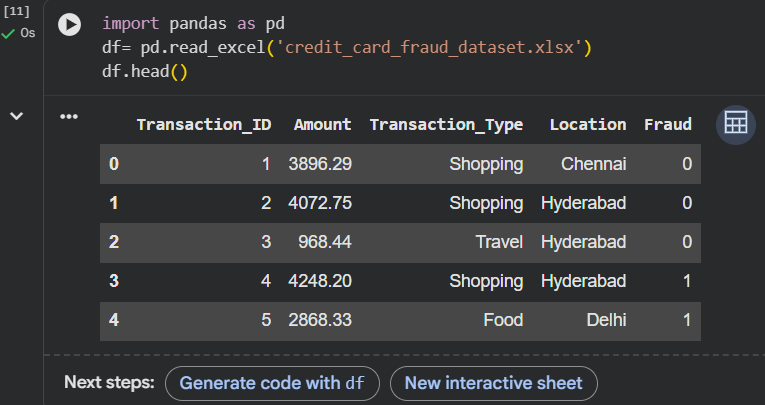 [11]
0s
import pandas as pd
df= pd.read_excel('credit_card_fraud_dataset.xlsx')
df.head()
Transaction_ID Amount Transaction_Type Location Fraud
0 1 3896.29 Shopping Chennai 0
1 2 4072.75 Shopping Hyderabad 0
2 3 968.44 Travel Hyderabad 0
3 4 4248.20 Shopping Hyderabad 1
4 5 2868.33 Food Delhi 1
Next steps: Generate code with df New interactive sheet